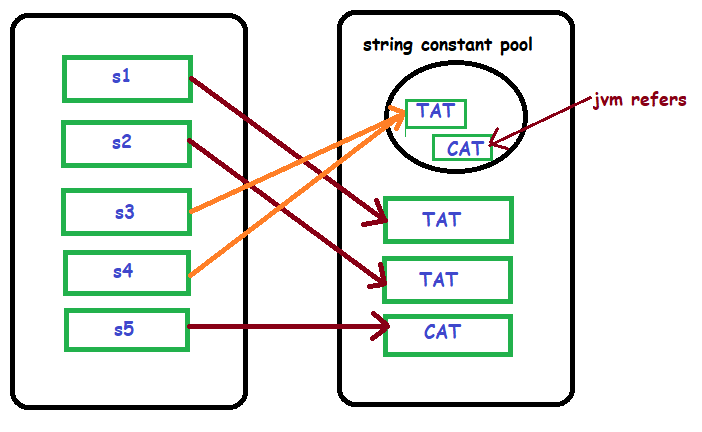 s1
s2
s3
s4
s5
string constant pool
TAT
CAT
jvm refers
TAT
TAT
CAT